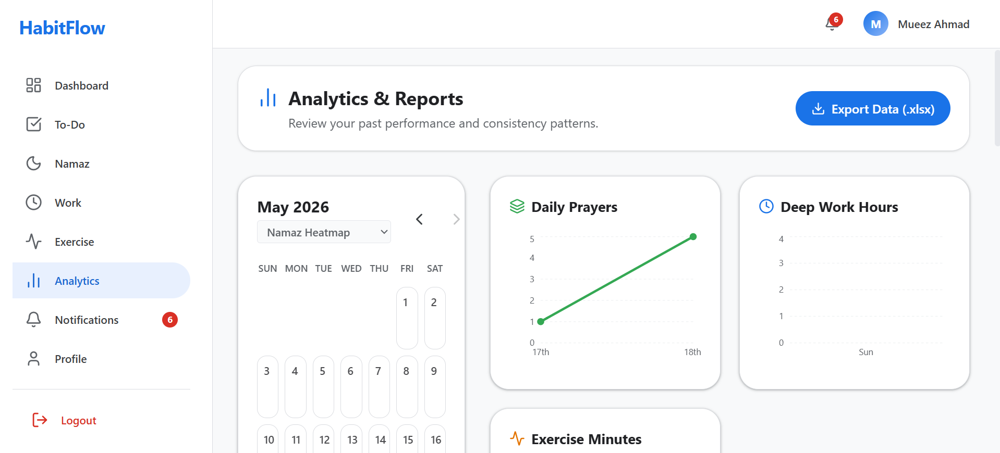 HabitFlow
Dashboard
To-Do
Namaz
Work
Exercise
Analytics
Notifications 6
Profile
Logout
6
M Mueez Ahmad
Analytics & Reports
Review your past performance and consistency patterns.
Export Data (.xlsx)
May 2026
Namaz Heatmap
SUN MON TUE WED THU FRI SAT
1 2
3 4 5 6 7 8 9
10 11 12 13 14 15 16
Daily Prayers
5
4
3
2
1
0
17th 18th
Deep Work Hours
4
3
2
1
0
Sun
Exercise Minutes